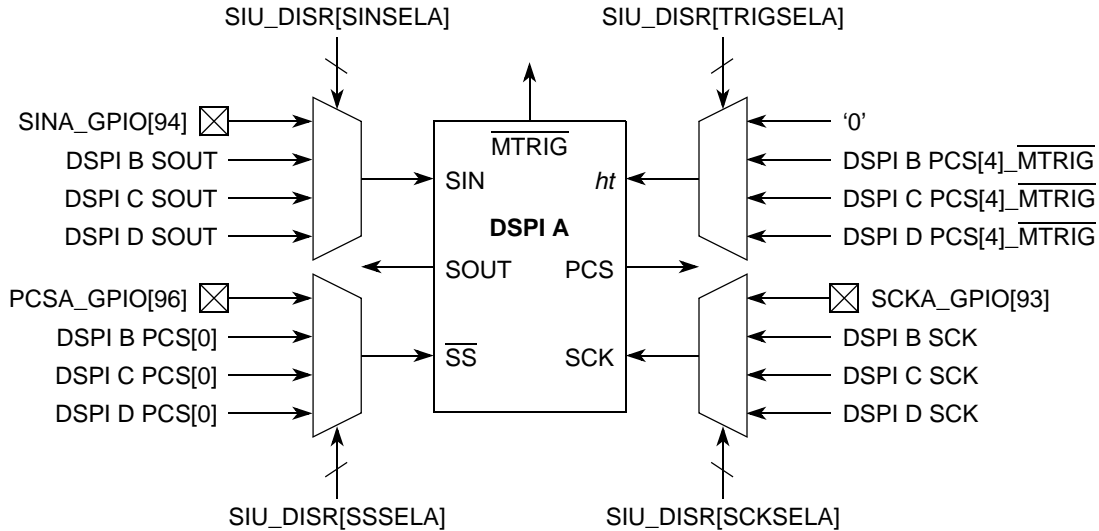 SIU_DISR[SINSELA]
SIU_DISR[TRIGSELA]
SINA_GPIO[94]
DSPI B SOUT
DSPI C SOUT
DSPI D SOUT
PCSA_GPIO[96]
DSPI B PCS[0]
DSPI C PCS[0]
DSPI D PCS[0]
MTRIG
SIN
ht
DSPI A
SOUT
PCS
SS
SCK
‘0’
DSPI B PCS[4]_MTRIG
DSPI C PCS[4]_MTRIG
DSPI D PCS[4]_MTRIG
SCKA_GPIO[93]
DSPI B SCK
DSPI C SCK
DSPI D SCK
SIU_DISR[SSSELA]
SIU_DISR[SCKSELA]